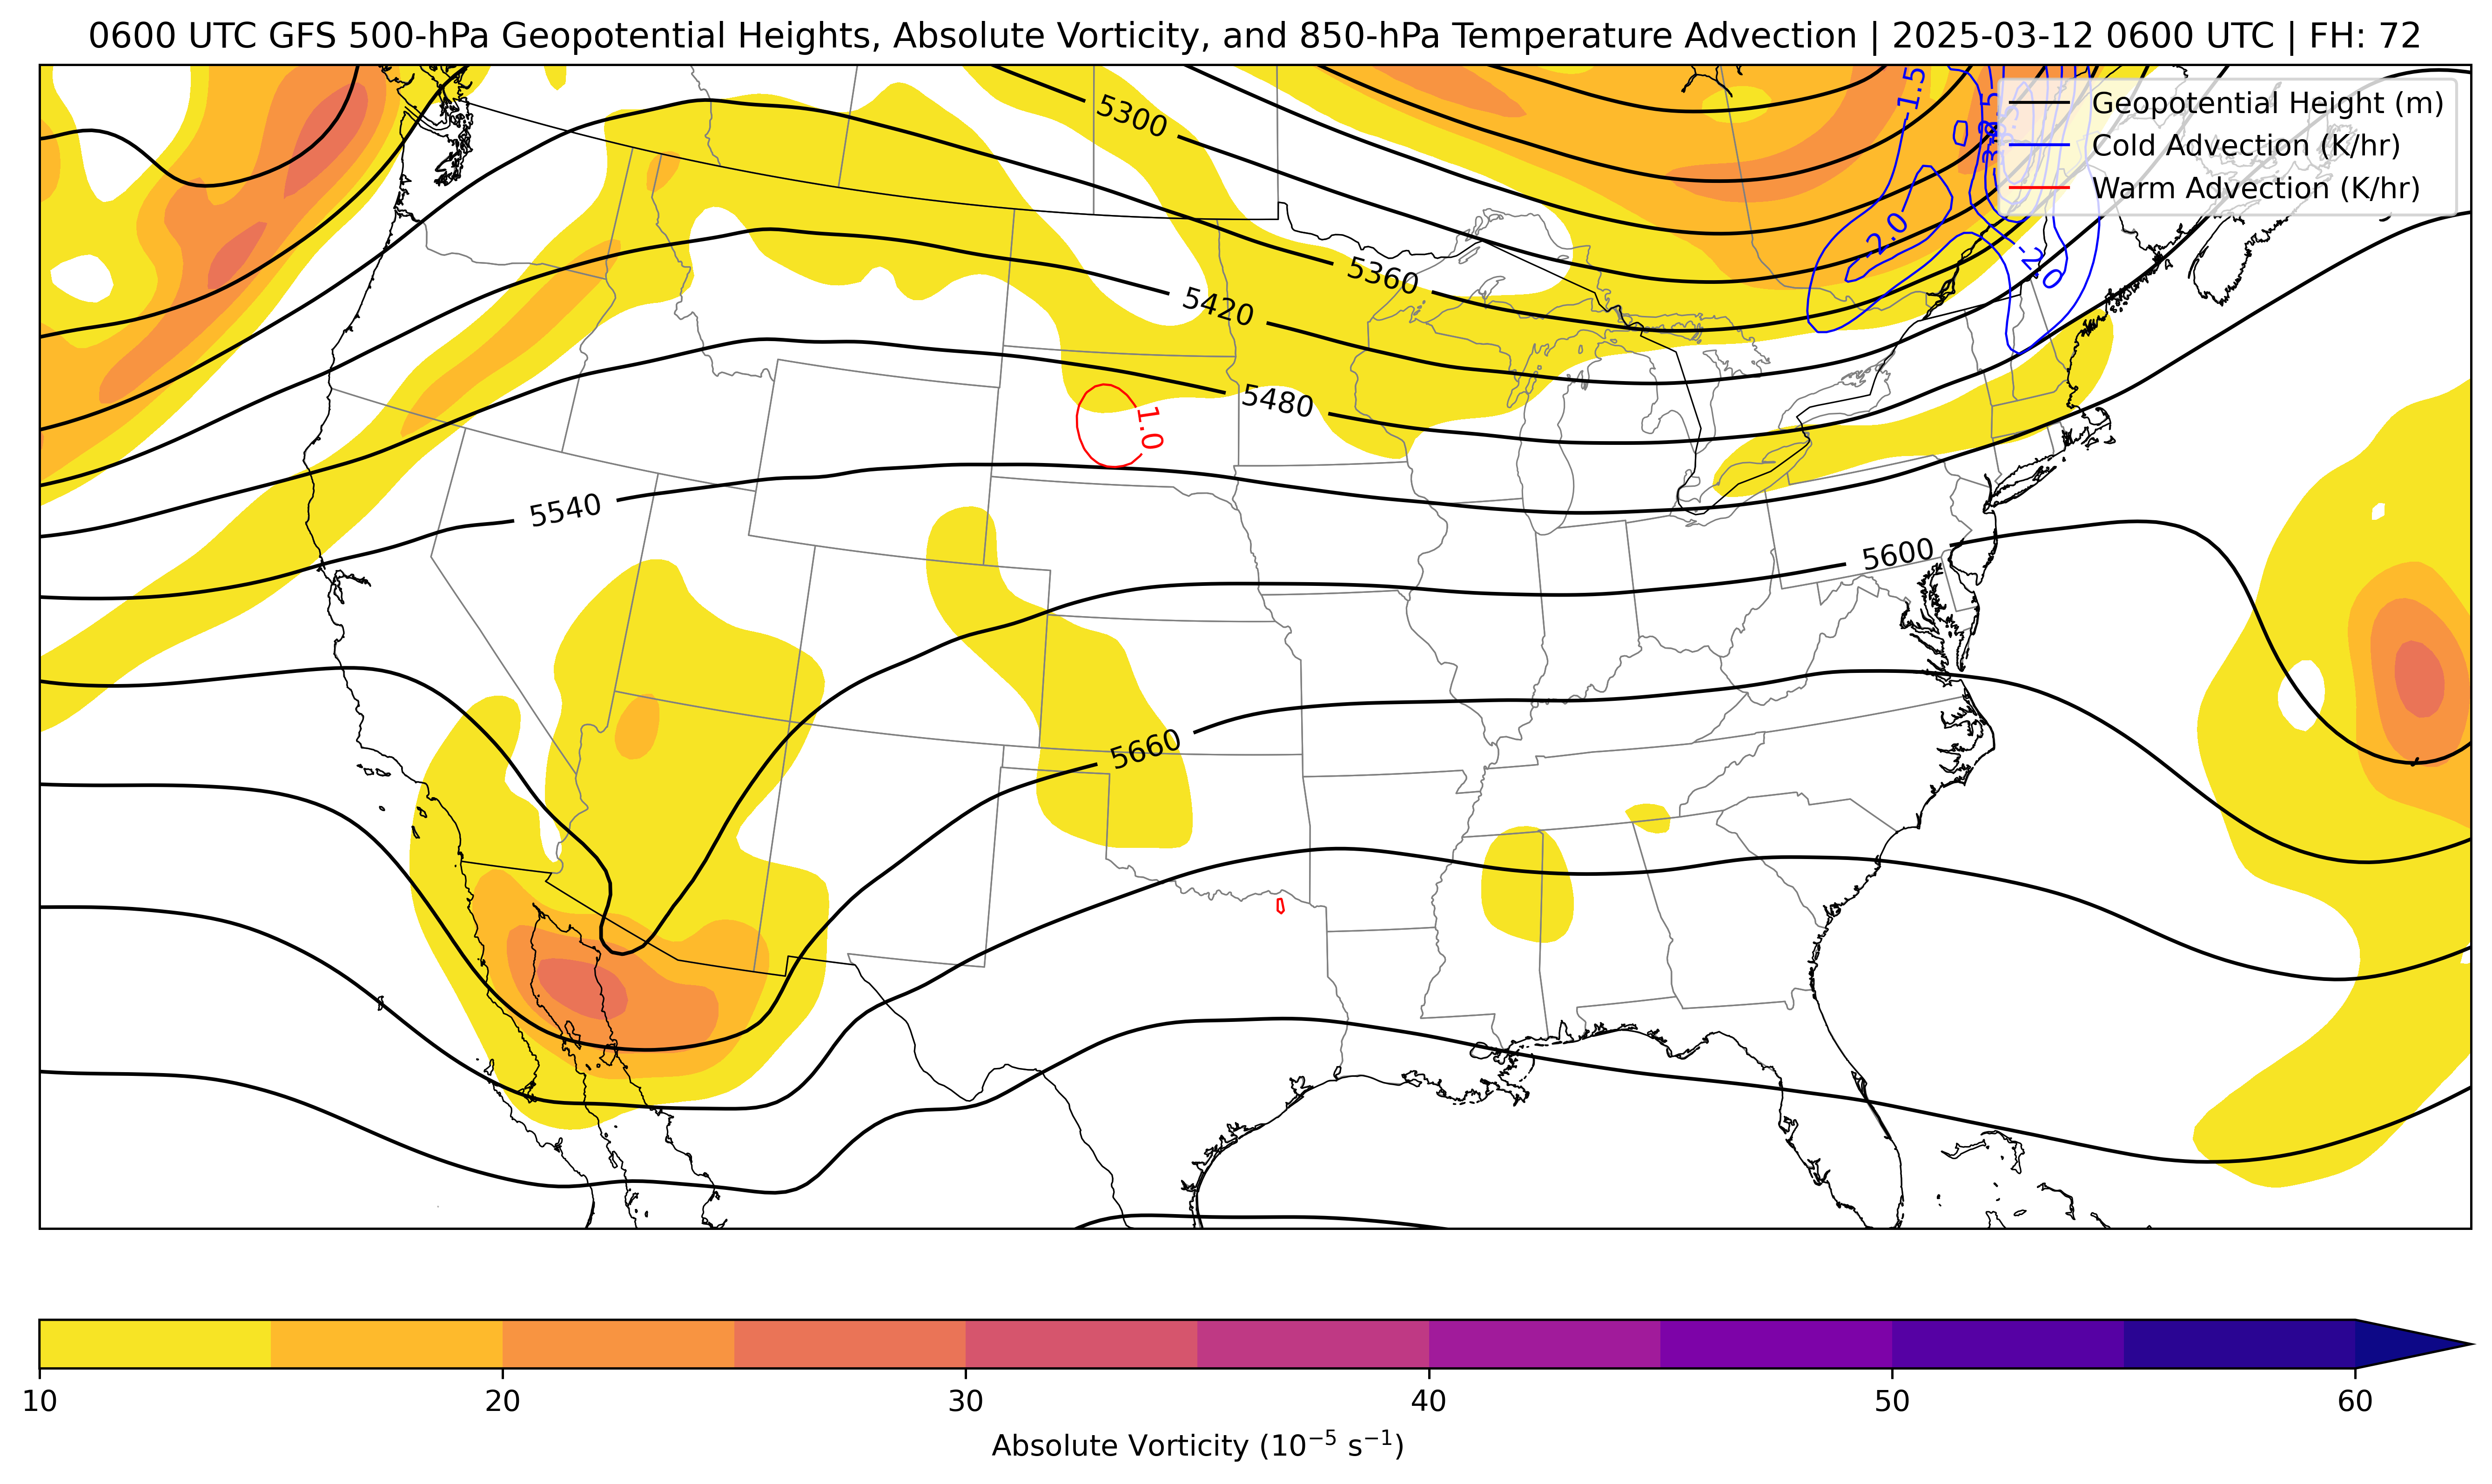 0600 UTC GFS 500-hPa Geopotential Heights, Absolute Vorticity, and 850-hPa Temperature Advection | 2025-03-12 0600 UTC | FH: 72
Geopotential Height (m)
Cold Advection (K/hr)
Warm Advection (K/hr)
5300
-1.5
5360
-2.0
-2.0
5420
5480
1.0
5540
5600
5660
10 20 30 40 50 60
Absolute Vorticity (10⁻⁵ s⁻¹)